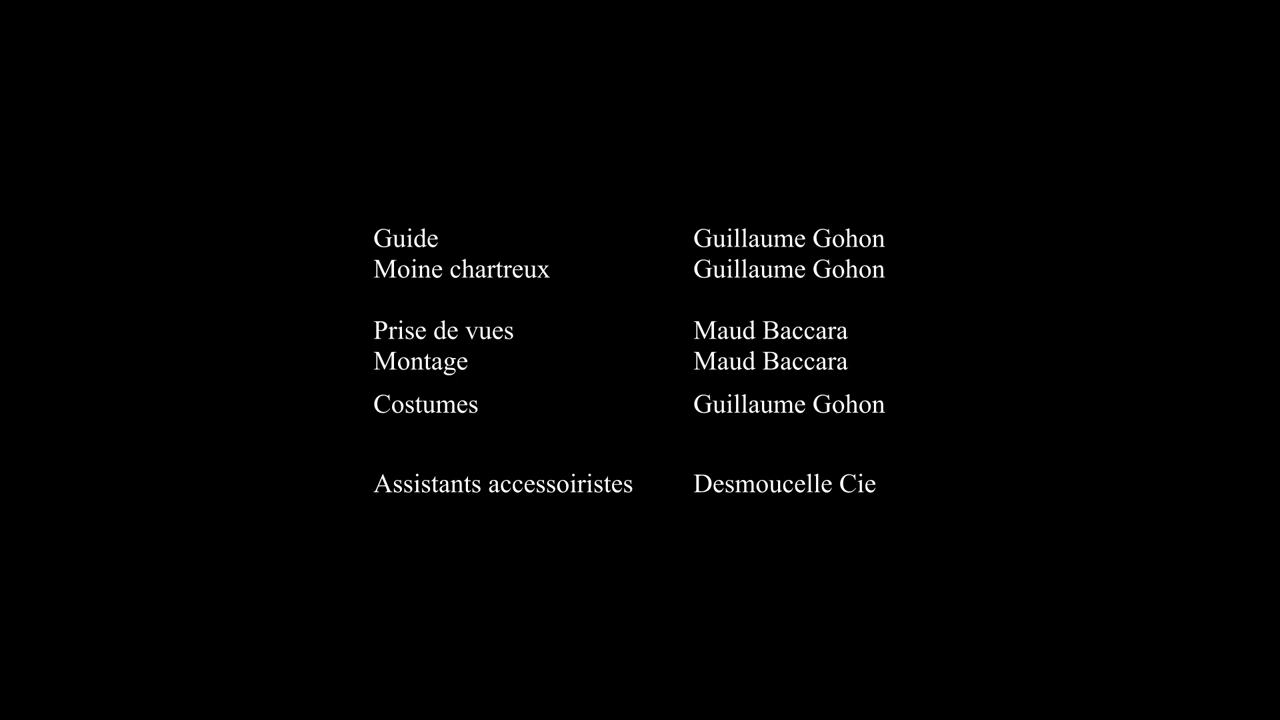 Guide Guillaume Gohon
Moine chartreux Guillaume Gohon
Prise de vues Maud Baccara
Montage Maud Baccara
Costumes Guillaume Gohon
Assistants accessoiristes Desmoucelle Cie